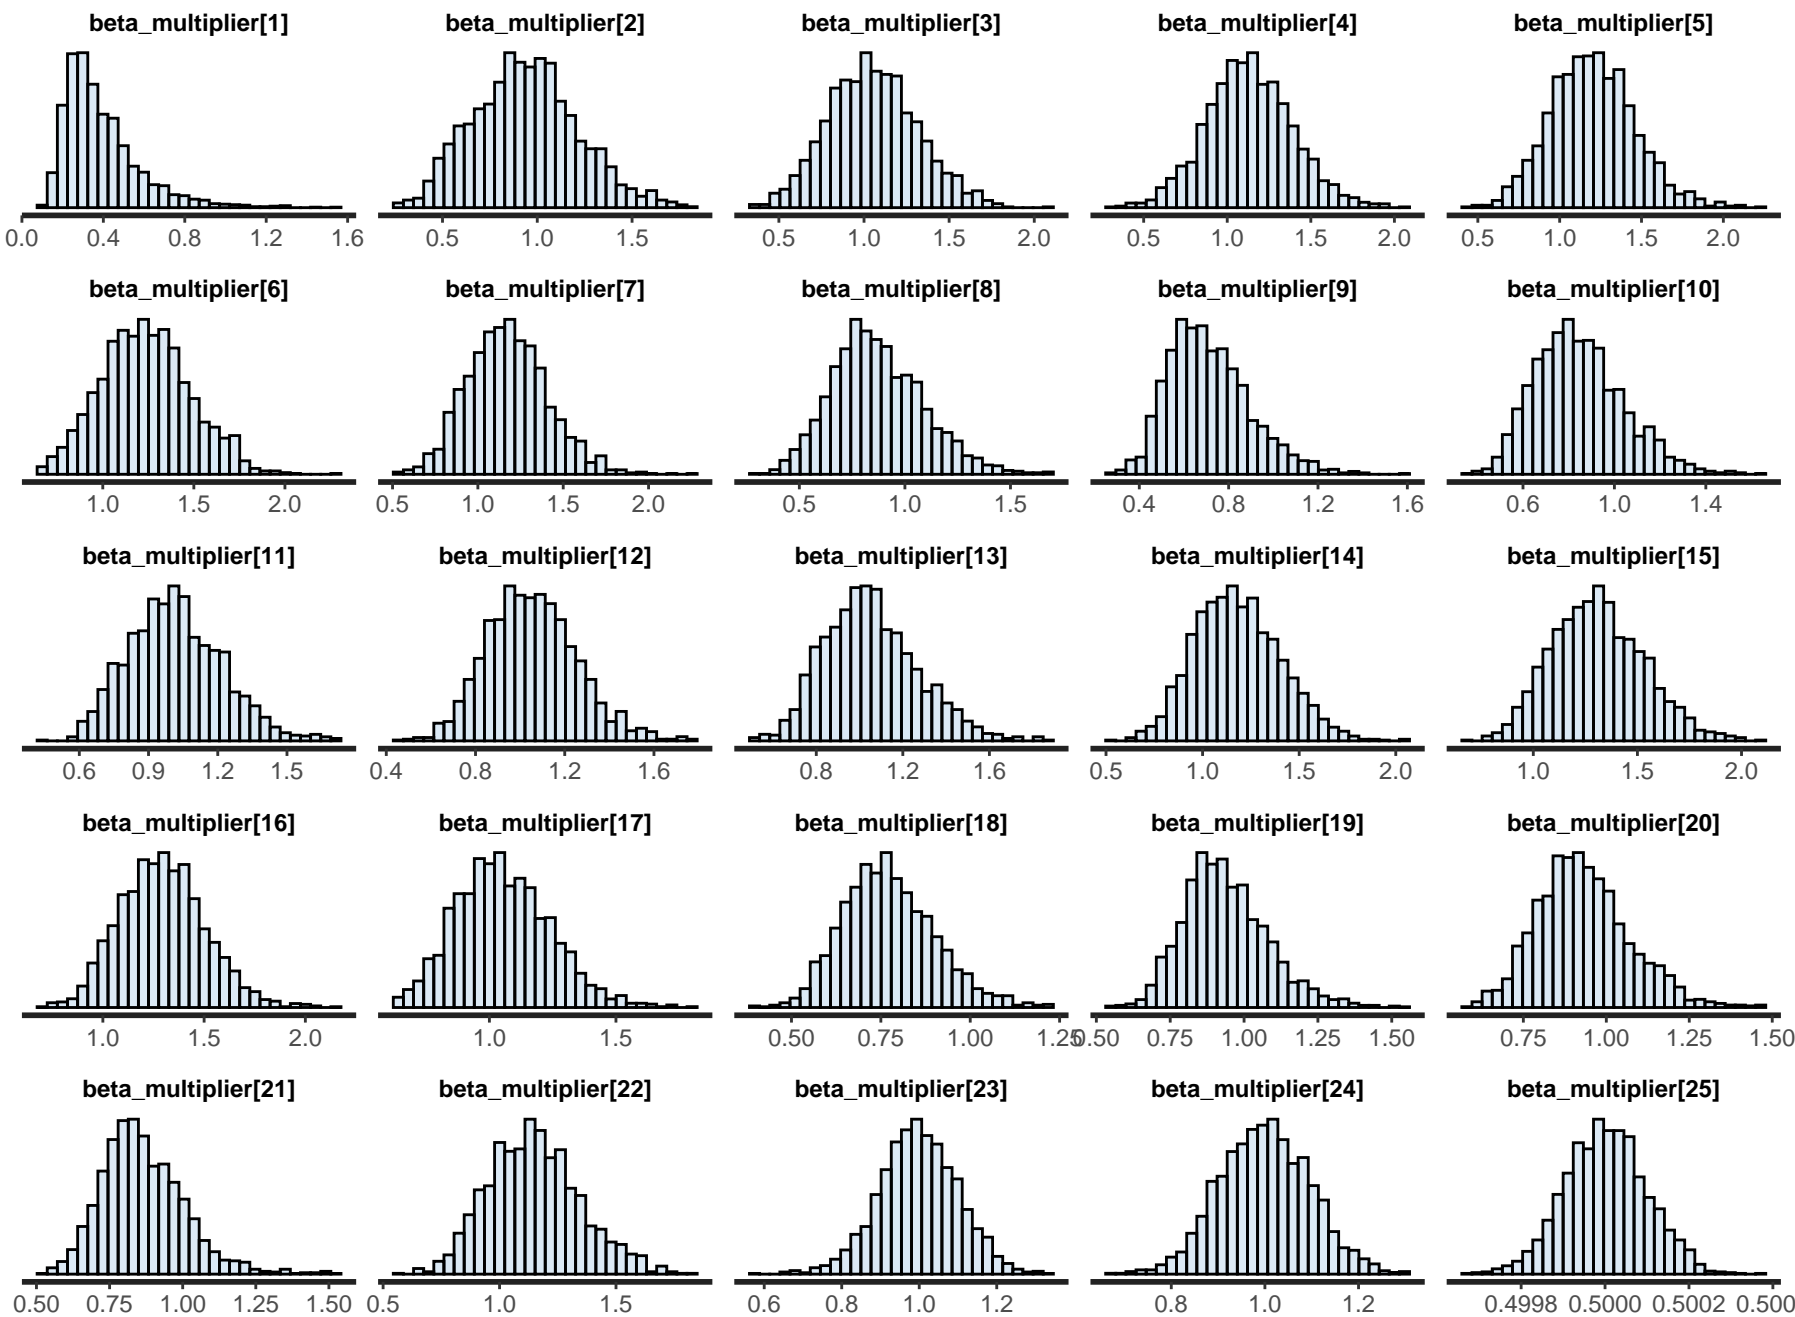 beta_multiplier[1] beta_multiplier[2] beta_multiplier[3] beta_multiplier[4] beta_multiplier[5]
0.0 0.4 0.8 1.2 1.6 0.5 1.0 1.5 0.5 1.0 1.5 2.0 0.5 1.0 1.5 2.0 0.5 1.0 1.5 2.0
beta_multiplier[6] beta_multiplier[7] beta_multiplier[8] beta_multiplier[9] beta_multiplier[10]
1.0 1.5 2.0 0.5 1.0 1.5 2.0 0.5 1.0 1.5 0.4 0.8 1.2 1.6 0.6 1.0 1.4
beta_multiplier[11] beta_multiplier[12] beta_multiplier[13] beta_multiplier[14] beta_multiplier[15]
0.6 0.9 1.2 1.5 0.4 0.8 1.2 1.6 0.8 1.2 1.6 0.5 1.0 1.5 2.0 1.0 1.5 2.0
beta_multiplier[16] beta_multiplier[17] beta_multiplier[18] beta_multiplier[19] beta_multiplier[20]
1.0 1.5 2.0 1.0 1.5 0.50 0.75 1.00 1.25 0.50 0.75 1.00 1.25 1.50 0.75 1.00 1.25 1.50
beta_multiplier[21] beta_multiplier[22] beta_multiplier[23] beta_multiplier[24] beta_multiplier[25]
0.50 0.75 1.00 1.25 1.50 0.5 1.0 1.5 0.6 0.8 1.0 1.2 0.8 1.0 1.2 0.4998 0.5000 0.5002 0.500